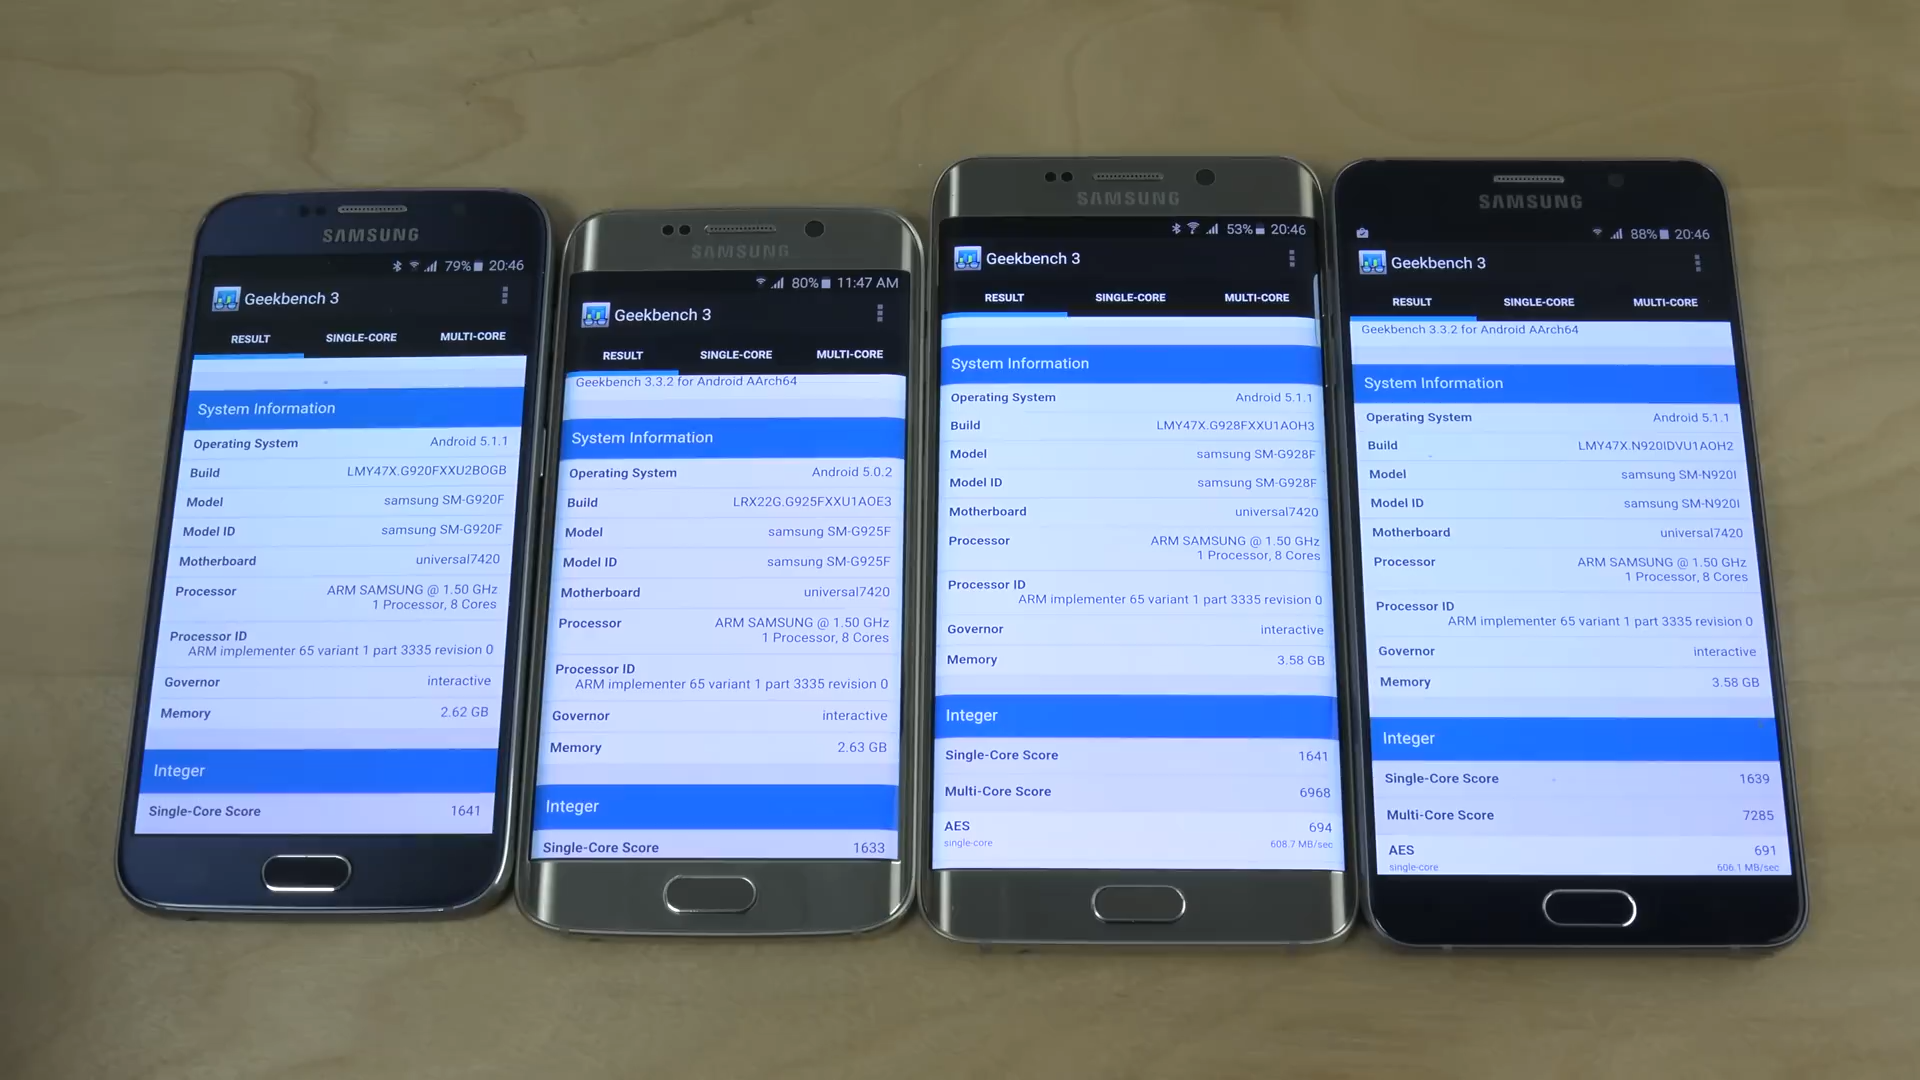 SAMSUNG
79% 20:46
Geekbench 3
RESULT SINGLE-CORE MULTI-CORE
System Information
Operating System Android 5.1.1
Build LMY47X.G920FXXU2BOGB
Model samsung SM-G920F
Model ID samsung SM-G920F
Motherboard universal7420
Processor ARM SAMSUNG @ 1.50 GHz
1 Processor, 8 Cores
Processor ID
ARM implementer 65 variant 1 part 3335 revision 0
Governor interactive
Memory 2.62 GB
Integer
Single-Core Score 1641
SAMSUNG
80% 11:47 AM
Geekbench 3
RESULT SINGLE-CORE MULTI-CORE
Geekbench 3.3.2 for Android AArch64
System Information
Operating System Android 5.0.2
Build LRX22G.G925FXXU1AOE3
Model samsung SM-G925F
Model ID samsung SM-G925F
Motherboard universal7420
Processor ARM SAMSUNG @ 1.50 GHz
1 Processor, 8 Cores
Processor ID
ARM implementer 65 variant 1 part 3335 revision 0
Governor interactive
Memory 2.63 GB
Integer
Single-Core Score 1633
SAMSUNG
53% 20:46
Geekbench 3
RESULT SINGLE-CORE MULTI-CORE
System Information
Operating System Android 5.1.1
Build LMY47X.G928FXXU1AOH3
Model samsung SM-G928F
Model ID samsung SM-G928F
Motherboard universal7420
Processor ARM SAMSUNG @ 1.50 GHz
1 Processor, 8 Cores
Processor ID
ARM implementer 65 variant 1 part 3335 revision 0
Governor interactive
Memory 3.58 GB
Integer
Single-Core Score 1641
Multi-Core Score 6968
AES 694
single-core 608.7 MB/sec
SAMSUNG
88% 20:46
Geekbench 3
RESULT SINGLE-CORE MULTI-CORE
Geekbench 3.3.2 for Android AArch64
System Information
Operating System Android 5.1.1
Build LMY47X.N920IDVU1AOH2
Model samsung SM-N920I
Model ID samsung SM-N920I
Motherboard universal7420
Processor ARM SAMSUNG @ 1.50 GHz
1 Processor, 8 Cores
Processor ID
ARM implementer 65 variant 1 part 3335 revision 0
Governor interactive
Memory 3.58 GB
Integer
Single-Core Score 1639
Multi-Core Score 7285
AES 691
single-core 606.1 MB/sec